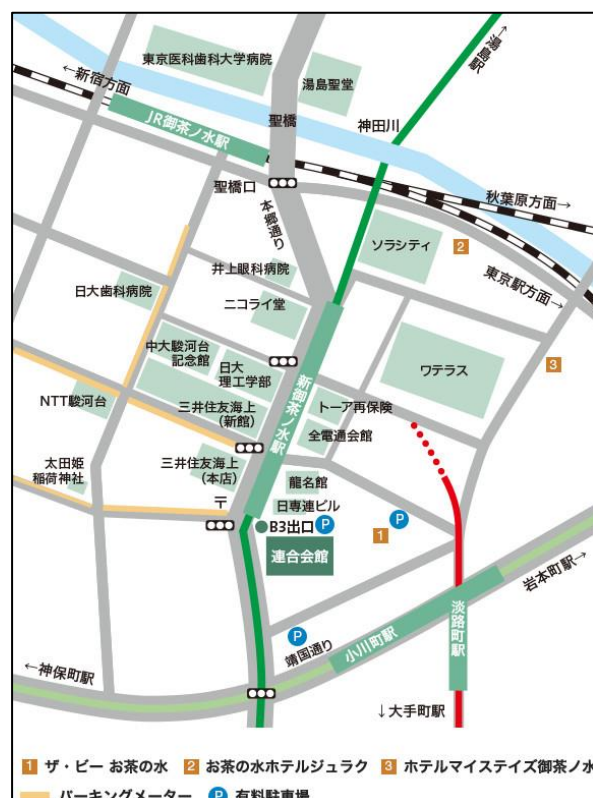 東京医科歯科大学病院
湯島聖堂
←湯島駅
←新宿方面
JR御茶ノ水駅
聖橋
神田川
聖橋口
本郷通り
秋葉原方面→
ソラシティ
2
東京駅方面→
井上眼科病院
日大歯科病院
ニコライ堂
中大駿河台
記念館
日大
理工学部
新御茶ノ水駅
ワテラス
3
NTT駿河台
三井住友海上
(新館)
トーア再保険
全電通会館
太田姫
稲荷神社
三井住友海上
(本店)
龍名館
〒
日専連ビル
B3出口 P
1
P
連合会館
岩本町駅→
淡路町駅
小川町駅
P
靖国通り
←神保町駅
↓大手町駅
1 ザ・ビー お茶の水 2 お茶の水ホテルジュラク 3 ホテルマイステイズ御茶ノ水
パーキングメーター P 有料駐車場